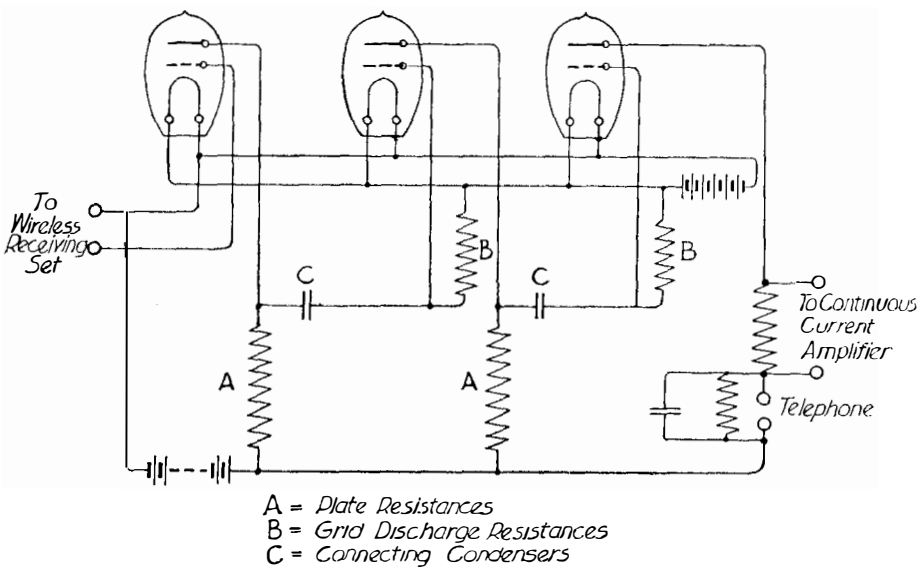 To
Wireless
Receiving
Set
C
B
C
B
A
A
To Continuous
Current
Amplifier
Telephone
A = Plate Resistances
B = Grid Discharge Resistances
C = Connecting Condensers